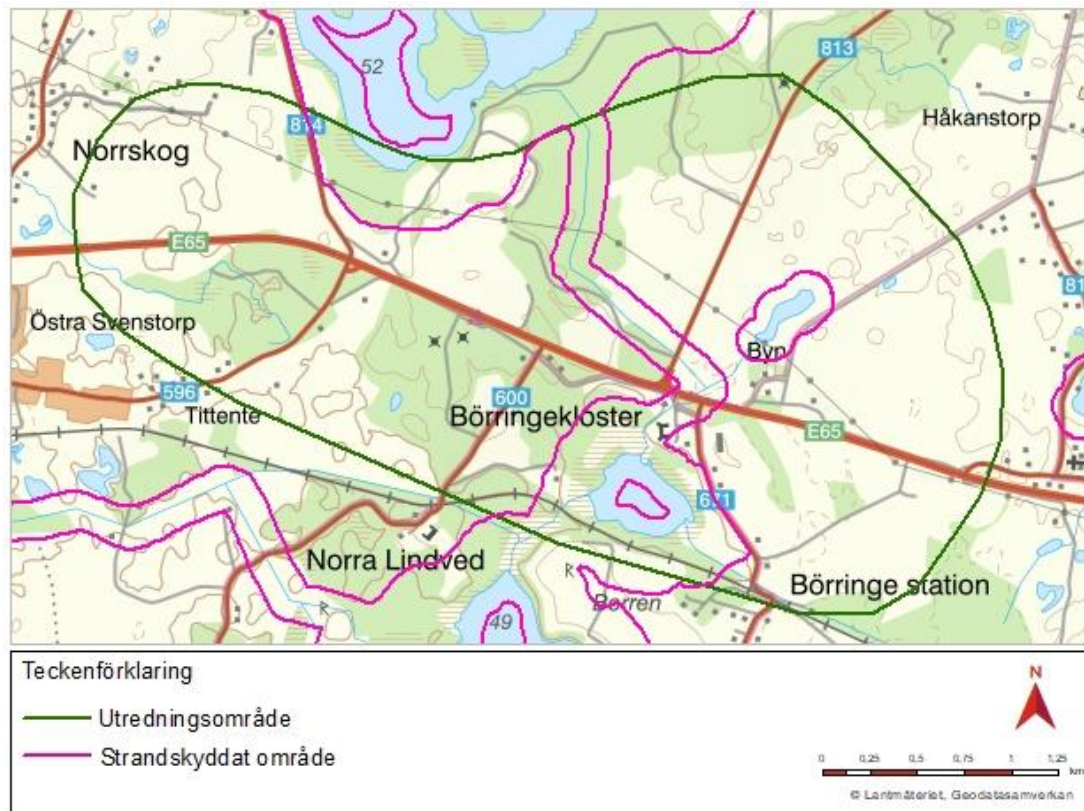 52
813
Håkanstorp
814
Norrskog
E65
81
Östra Svenstorp
Byn
596
600
Tittente
Börringekloster
E65
671
Norra Lindved
R
Börringe station
Borren
R
49
Teckenförklaring
Utredningsområde
Strandskyddat område
N
0 0,25 0,5 0,75 1 1,25
km
© Lantmäteriet, Geodatasamverkan